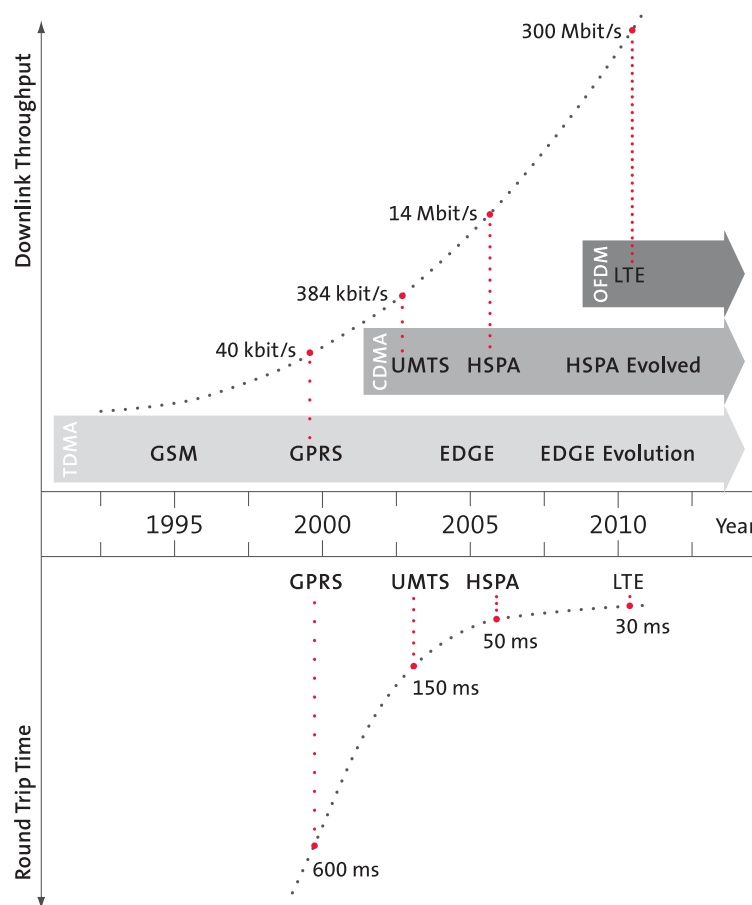 Downlink Throughput
300 Mbit/s
14 Mbit/s
OFDM
LTE
384 kbit/s
40 kbit/s
CDMA
UMTS HSPA HSPA Evolved
TDMA
GSM GPRS EDGE EDGE Evolution
1995 2000 2005 2010 Year
GPRS UMTS HSPA LTE
30 ms
50 ms
150 ms
600 ms
Round Trip Time